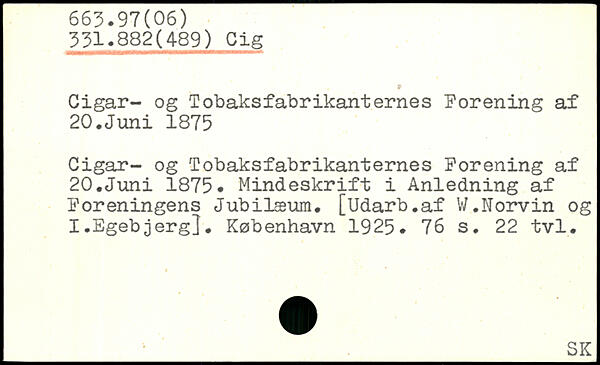 663.97(06)
331.882(489) Cig
Cigar- og Tobaksfabrikanternes Forening af
20.Juni 1875
Cigar- og Tobaksfabrikanternes Forening af
20.Juni 1875. Mindeskrift i Anledning af
Foreningens Jubilæum. [Udarb.af W.Norvin og
I.Egebjerg]. København 1925. 76 s. 22 tvl.
SK